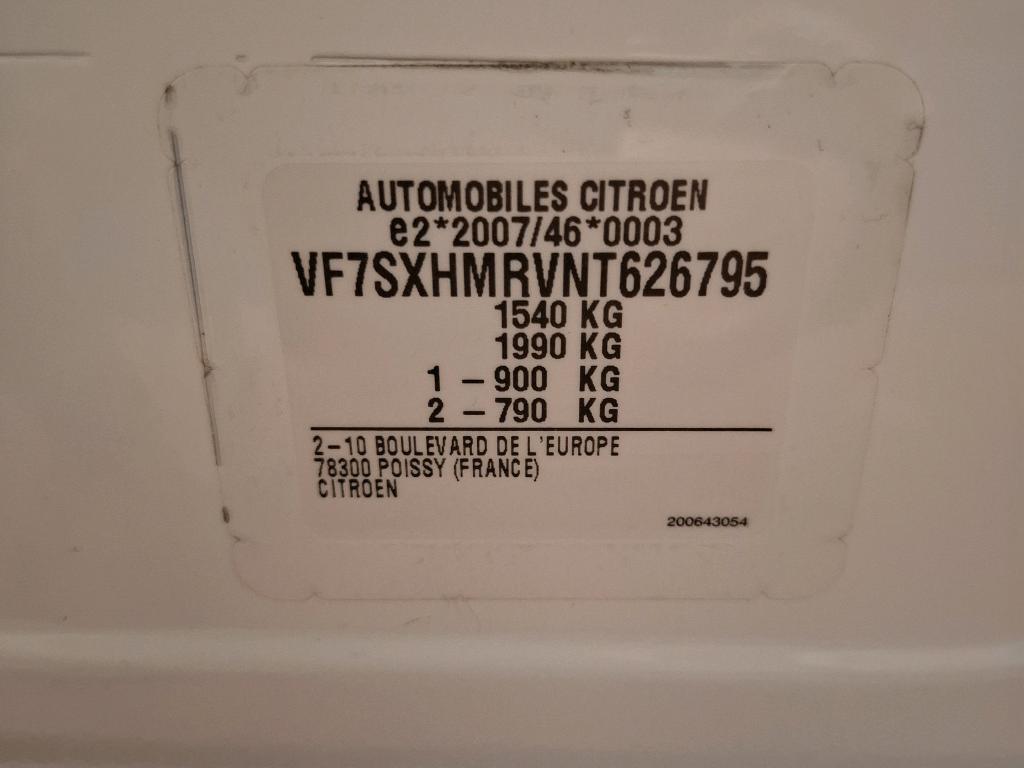 AUTOMOBILES CITROEN
e2*2007/46*0003
VF7SXHMRVNT626795
1540 KG
1990 KG
1 - 900 KG
2 - 790 KG
2-10 BOULEVARD DE L'EUROPE
78300 POISSY (FRANCE)
CITROEN
200643054